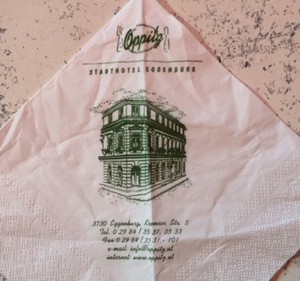 Oppitz
STADTHOTEL EGGENBURG
3730 Eggenburg, Kremser Str. 8
Tel. 0 29 84 / 35 31, 35 33
Fax 0 29 84 / 35 31 - 101
e-mail: info@oppitz.at
internet: www.oppitz.at